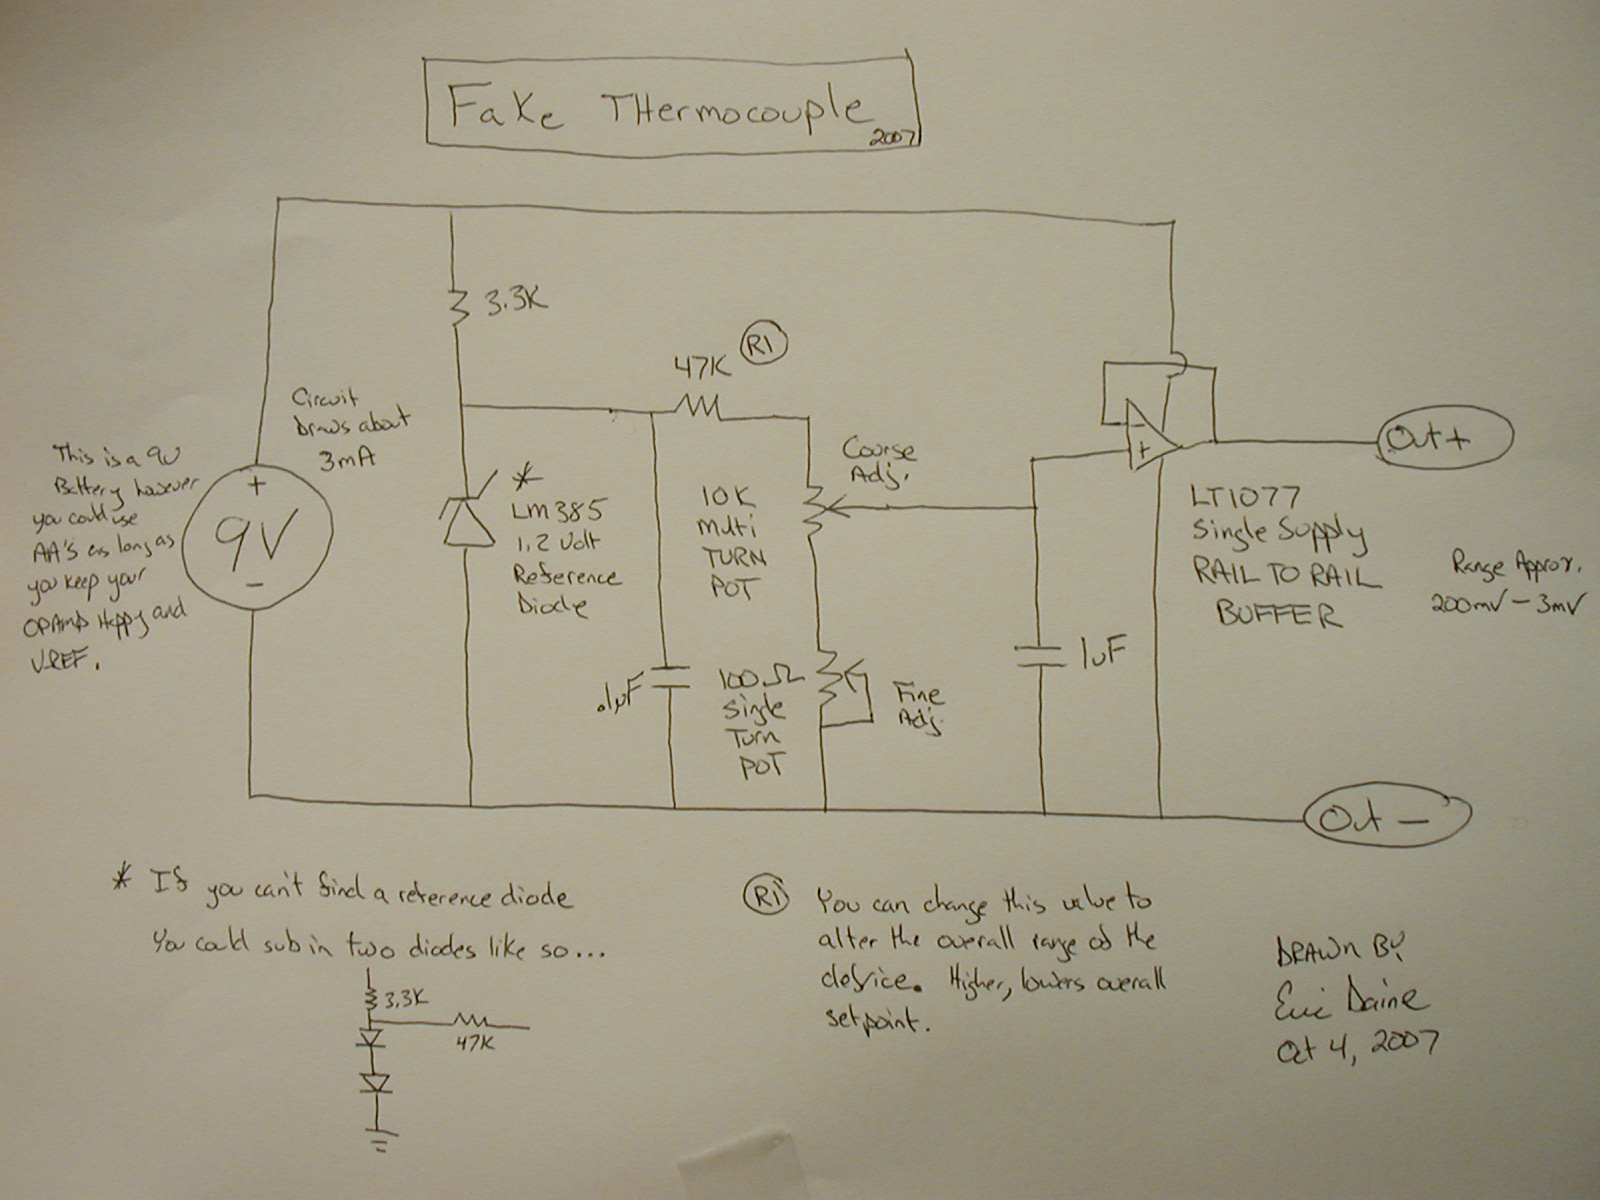 Fake THermocouple
2007
3.3K
47K
R1
Circuit
Draws about
3mA
This is a 9V
Battery however
you could use
AA's as long as
you keep your
OPAmp Happy and
VREF.
+
9V
-
*
LM385
1.2 Volt
Reference
Diode
Course
Adj.
10K
Multi
TURN
POT
.1uF
100Ω
Single
Turn
POT
Fine
Adj.
1uF
-
+
Out+
LT1077
Single Supply
RAIL TO RAIL
BUFFER
Range Approx.
200mV - 3mV
Out -
* If you can't find a reference diode
You could sub in two diodes like so...
3.3K
47K
R1 You can change this value to
alter the overall range of the
device. Higher, lowers overall
setpoint.
DRAWN BY
Eric Daine
Oct 4, 2007